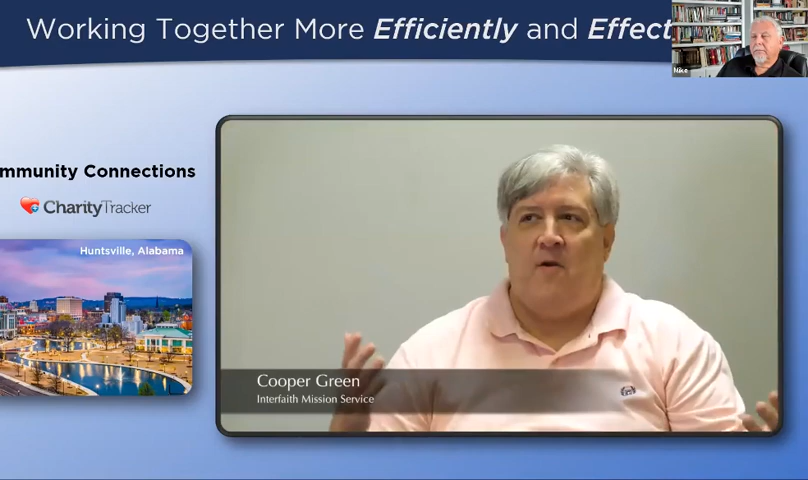 Working Together More Efficiently and Effect
Mike
mmunity Connections
CharityTracker
Huntsville, Alabama
Cooper Green
Interfaith Mission Service